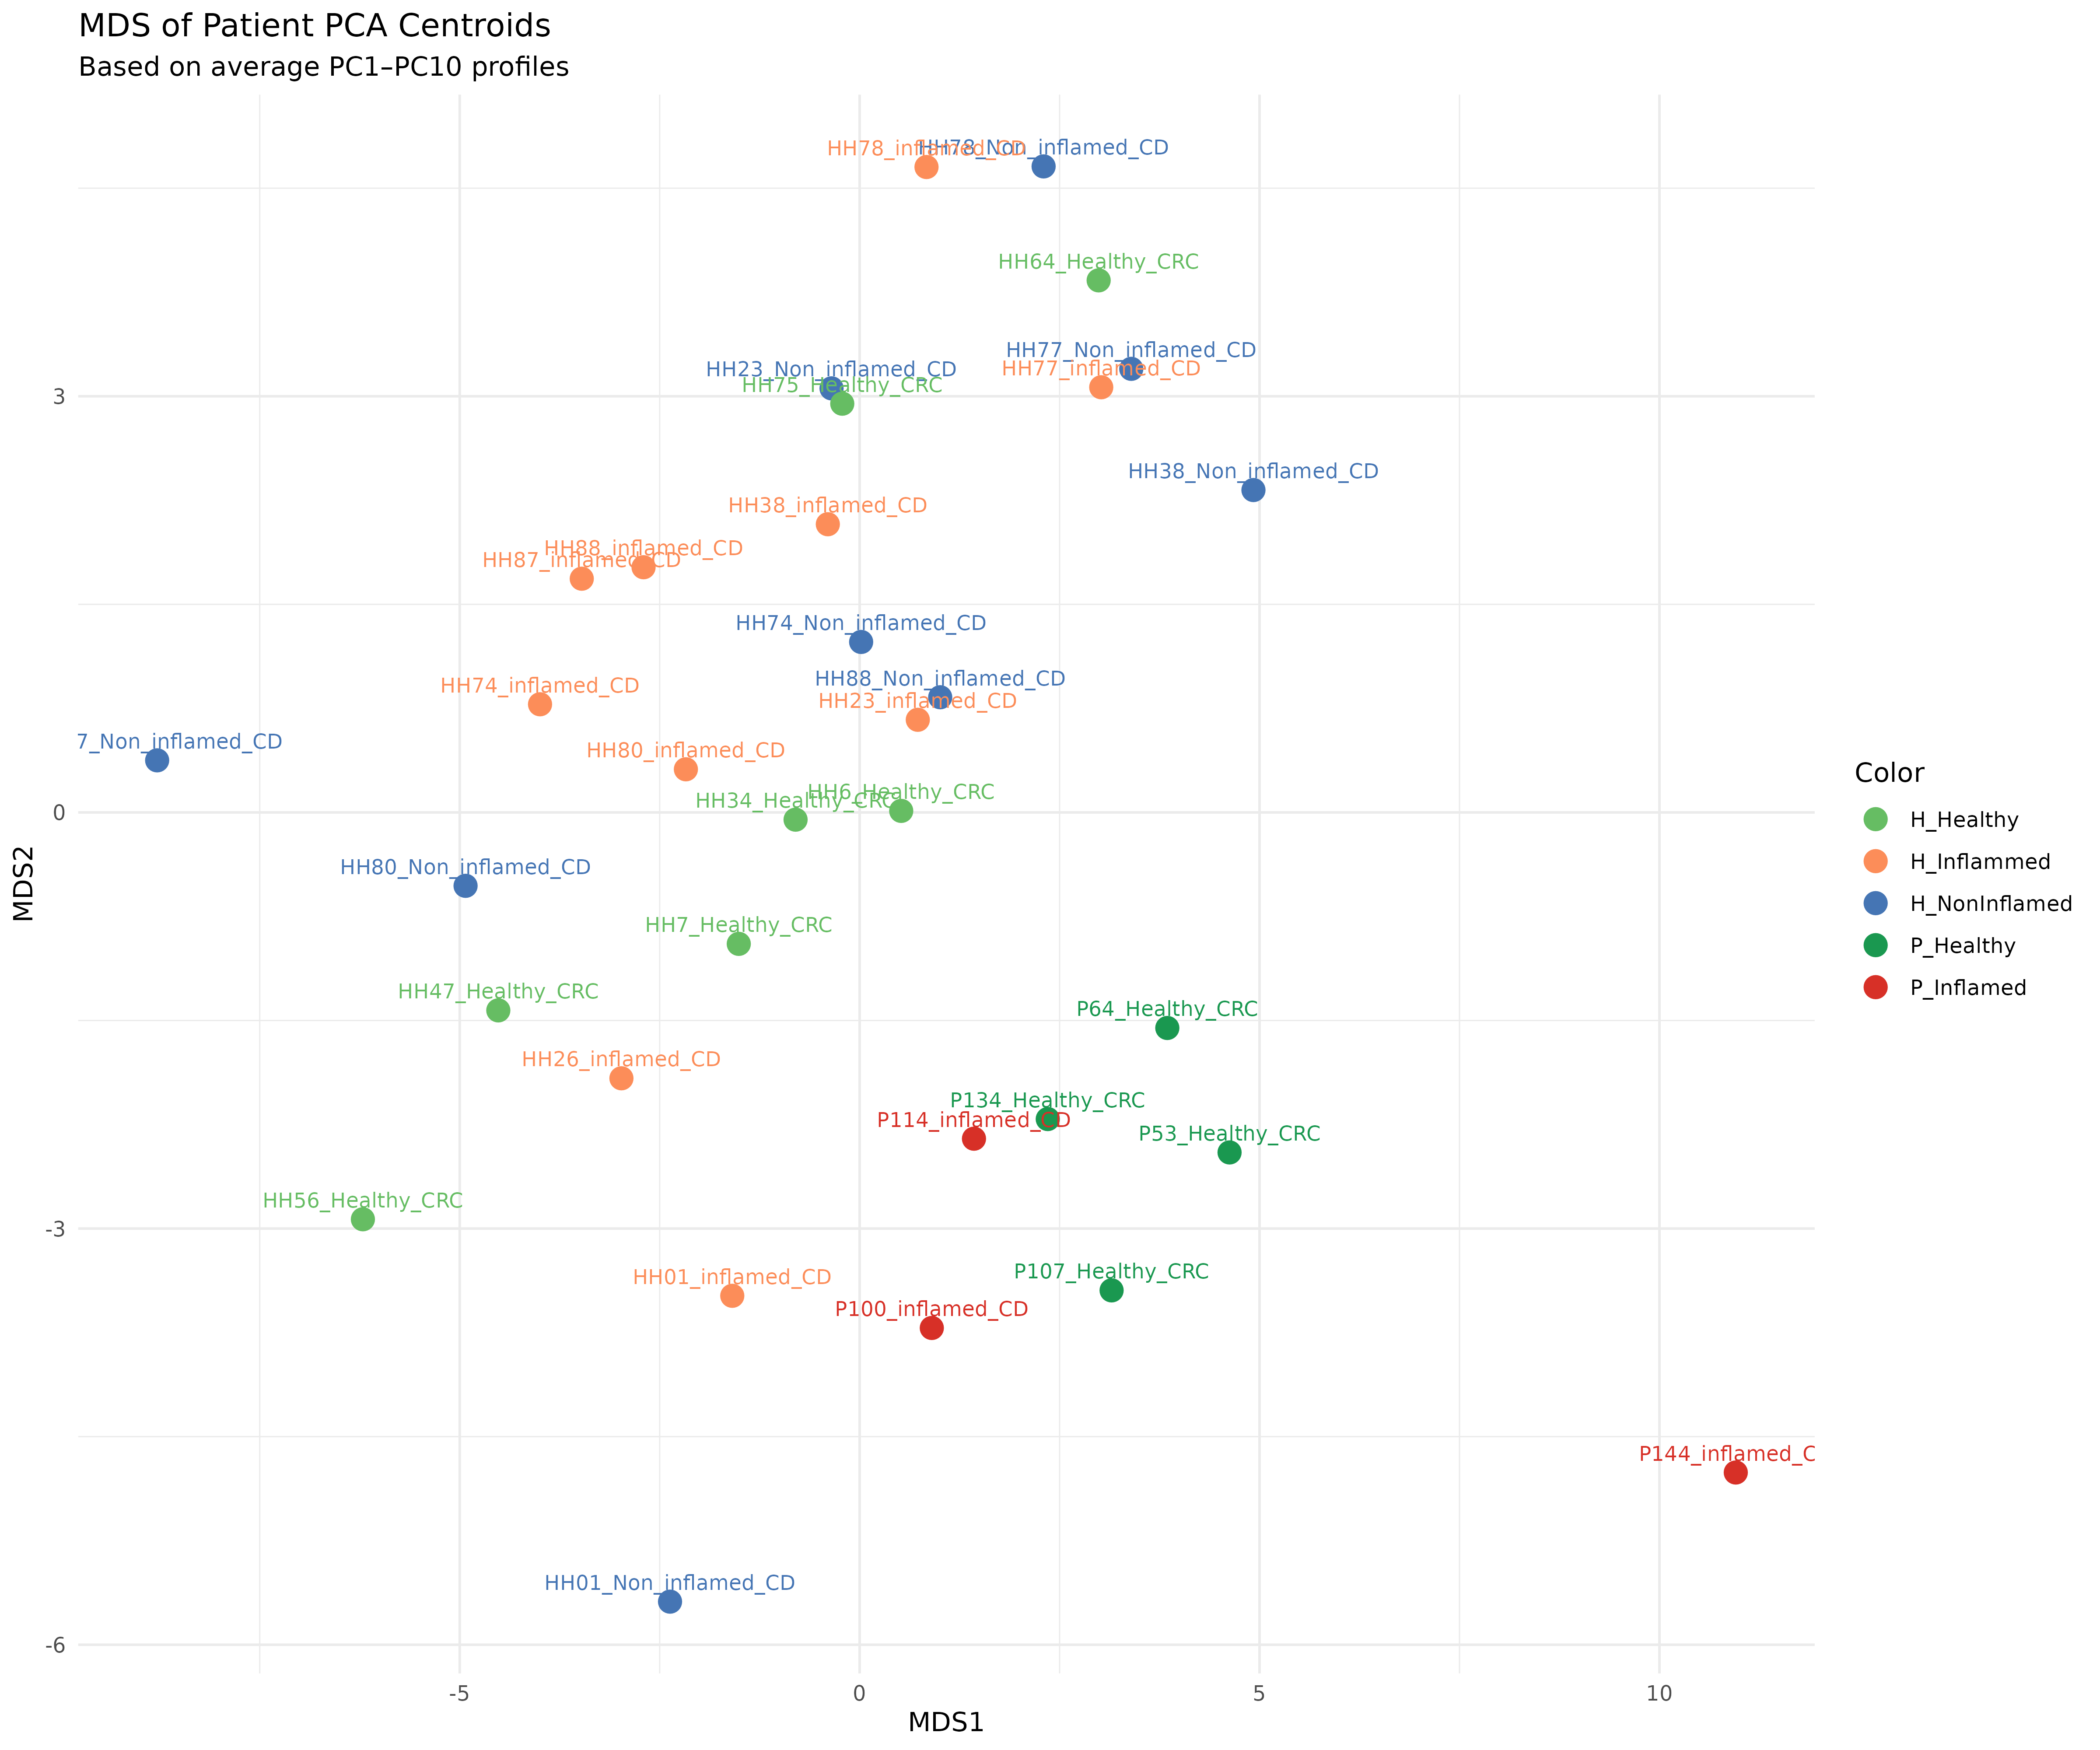 MDS of Patient PCA Centroids
Based on average PC1–PC10 profiles
HH78_inflamed_CD
HH78_Non_inflamed_CD
HH64_Healthy_CRC
HH77_Non_inflamed_CD
HH77_inflamed_CD
HH23_Non_inflamed_CD
HH75_Healthy_CRC
3
HH38_Non_inflamed_CD
HH38_inflamed_CD
HH88_inflamed_CD
HH87_inflamed_CD
HH74_Non_inflamed_CD
HH88_Non_inflamed_CD
HH74_inflamed_CD
HH23_inflamed_CD
7_Non_inflamed_CD
HH80_inflamed_CD
HH6_Healthy_CRC
HH34_Healthy_CRC
0
HH80_Non_inflamed_CD
HH7_Healthy_CRC
HH47_Healthy_CRC
P64_Healthy_CRC
HH26_inflamed_CD
P134_Healthy_CRC
P114_inflamed_CD
P53_Healthy_CRC
HH56_Healthy_CRC
-3
P107_Healthy_CRC
HH01_inflamed_CD
P100_inflamed_CD
P144_inflamed_C
HH01_Non_inflamed_CD
-6
-5
0
5
10
MDS1
MDS2
Color
H_Healthy
H_Inflammed
H_NonInflamed
P_Healthy
P_Inflamed